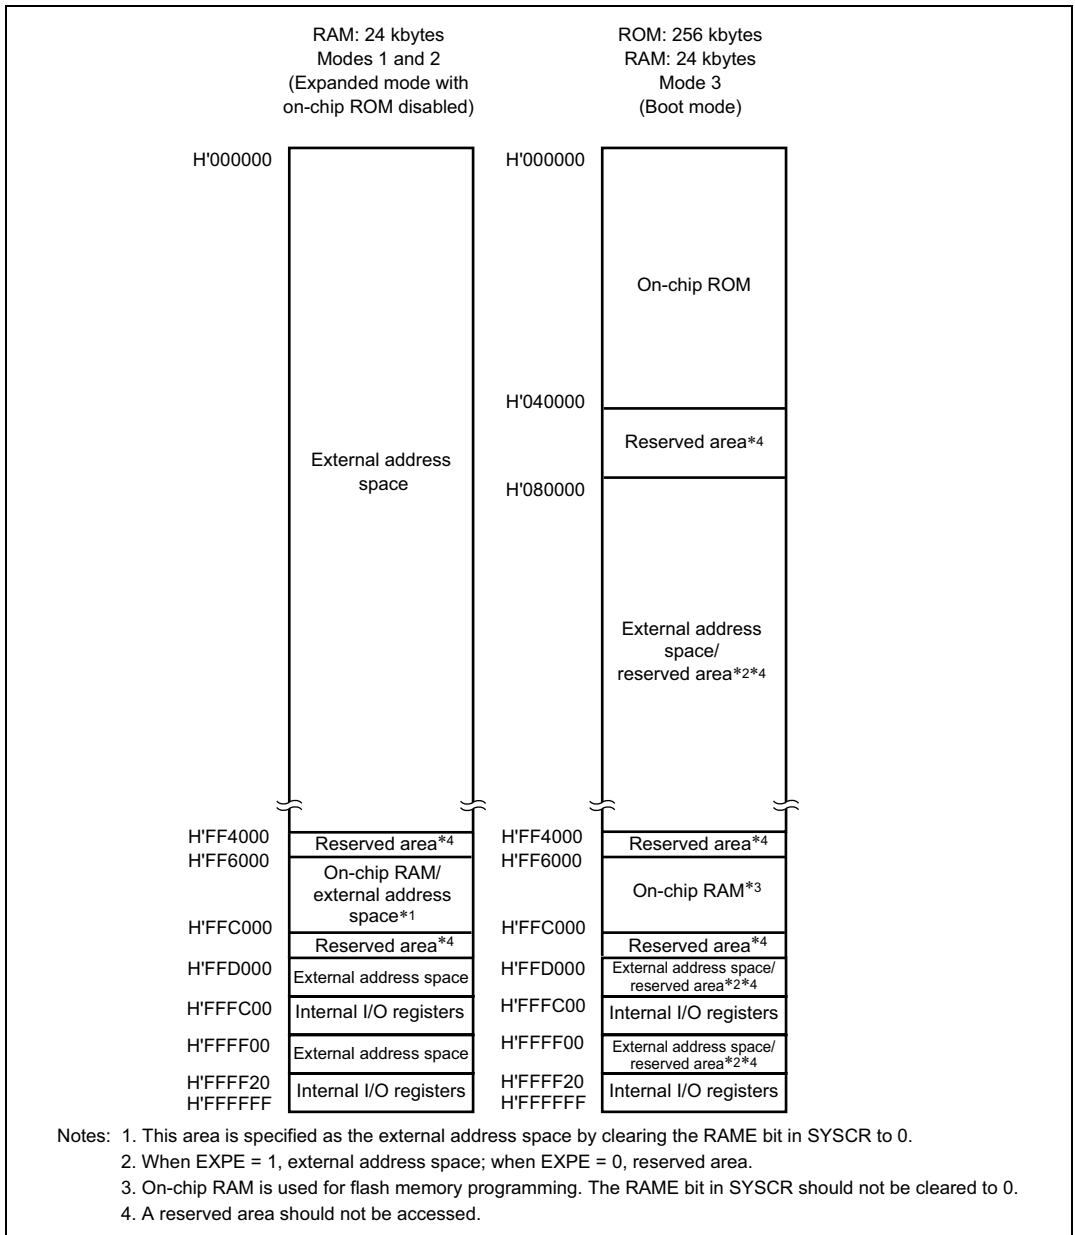 RAM: 24 kbytes
Modes 1 and 2
(Expanded mode with
on-chip ROM disabled)
H'000000
External address
space
H'FF4000
Reserved area*4
H'FF6000
On-chip RAM/
external address
space*1
H'FFC000
Reserved area*4
H'FFD000
External address space
H'FFFC00
Internal I/O registers
H'FFFF00
External address space
H'FFFF20
Internal I/O registers
H'FFFFFF
ROM: 256 kbytes
RAM: 24 kbytes
Mode 3
(Boot mode)
H'000000
On-chip ROM
H'040000
Reserved area*4
H'080000
External address
space/
reserved area*2*4
H'FF4000
Reserved area*4
H'FF6000
On-chip RAM*3
H'FFC000
Reserved area*4
H'FFD000
External address space/
reserved area*2*4
H'FFFC00
Internal I/O registers
H'FFFF00
External address space/
reserved area*2*4
H'FFFF20
Internal I/O registers
H'FFFFFF
Notes: 1. This area is specified as the external address space by clearing the RAME bit in SYSCR to 0.
2. When EXPE = 1, external address space; when EXPE = 0, reserved area.
3. On-chip RAM is used for flash memory programming. The RAME bit in SYSCR should not be cleared to 0.
4. A reserved area should not be accessed.